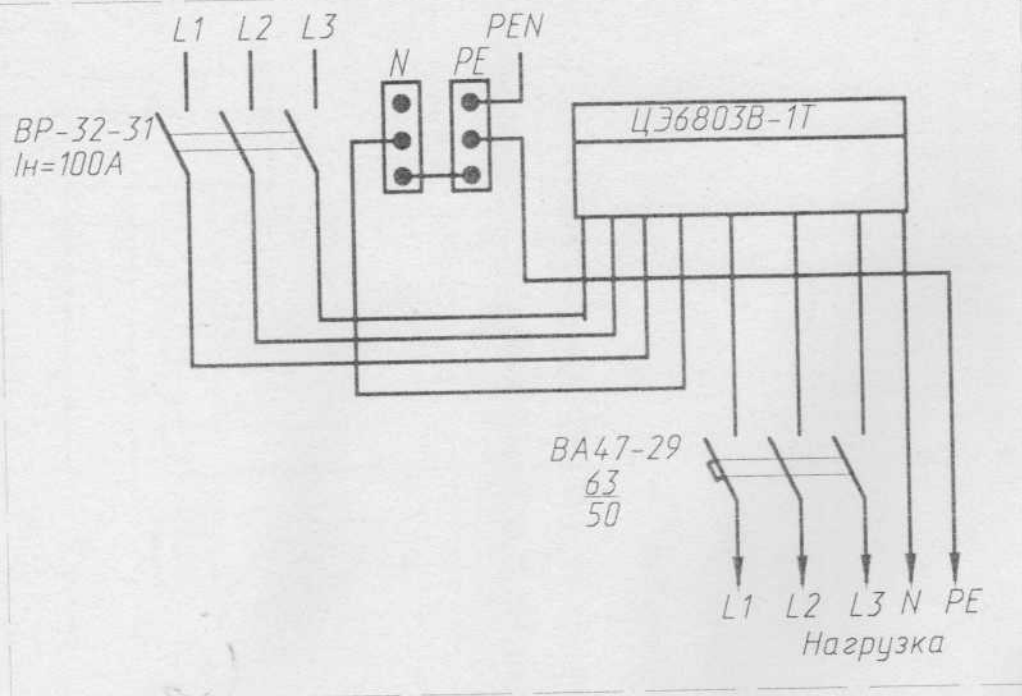 L1 L2 L3 PEN
N PE
ВР-32-31
Iн=100А
ЦЭ6803В-1Т
ВА47-29
63
50
L1 L2 L3 N PE
Нагрузка